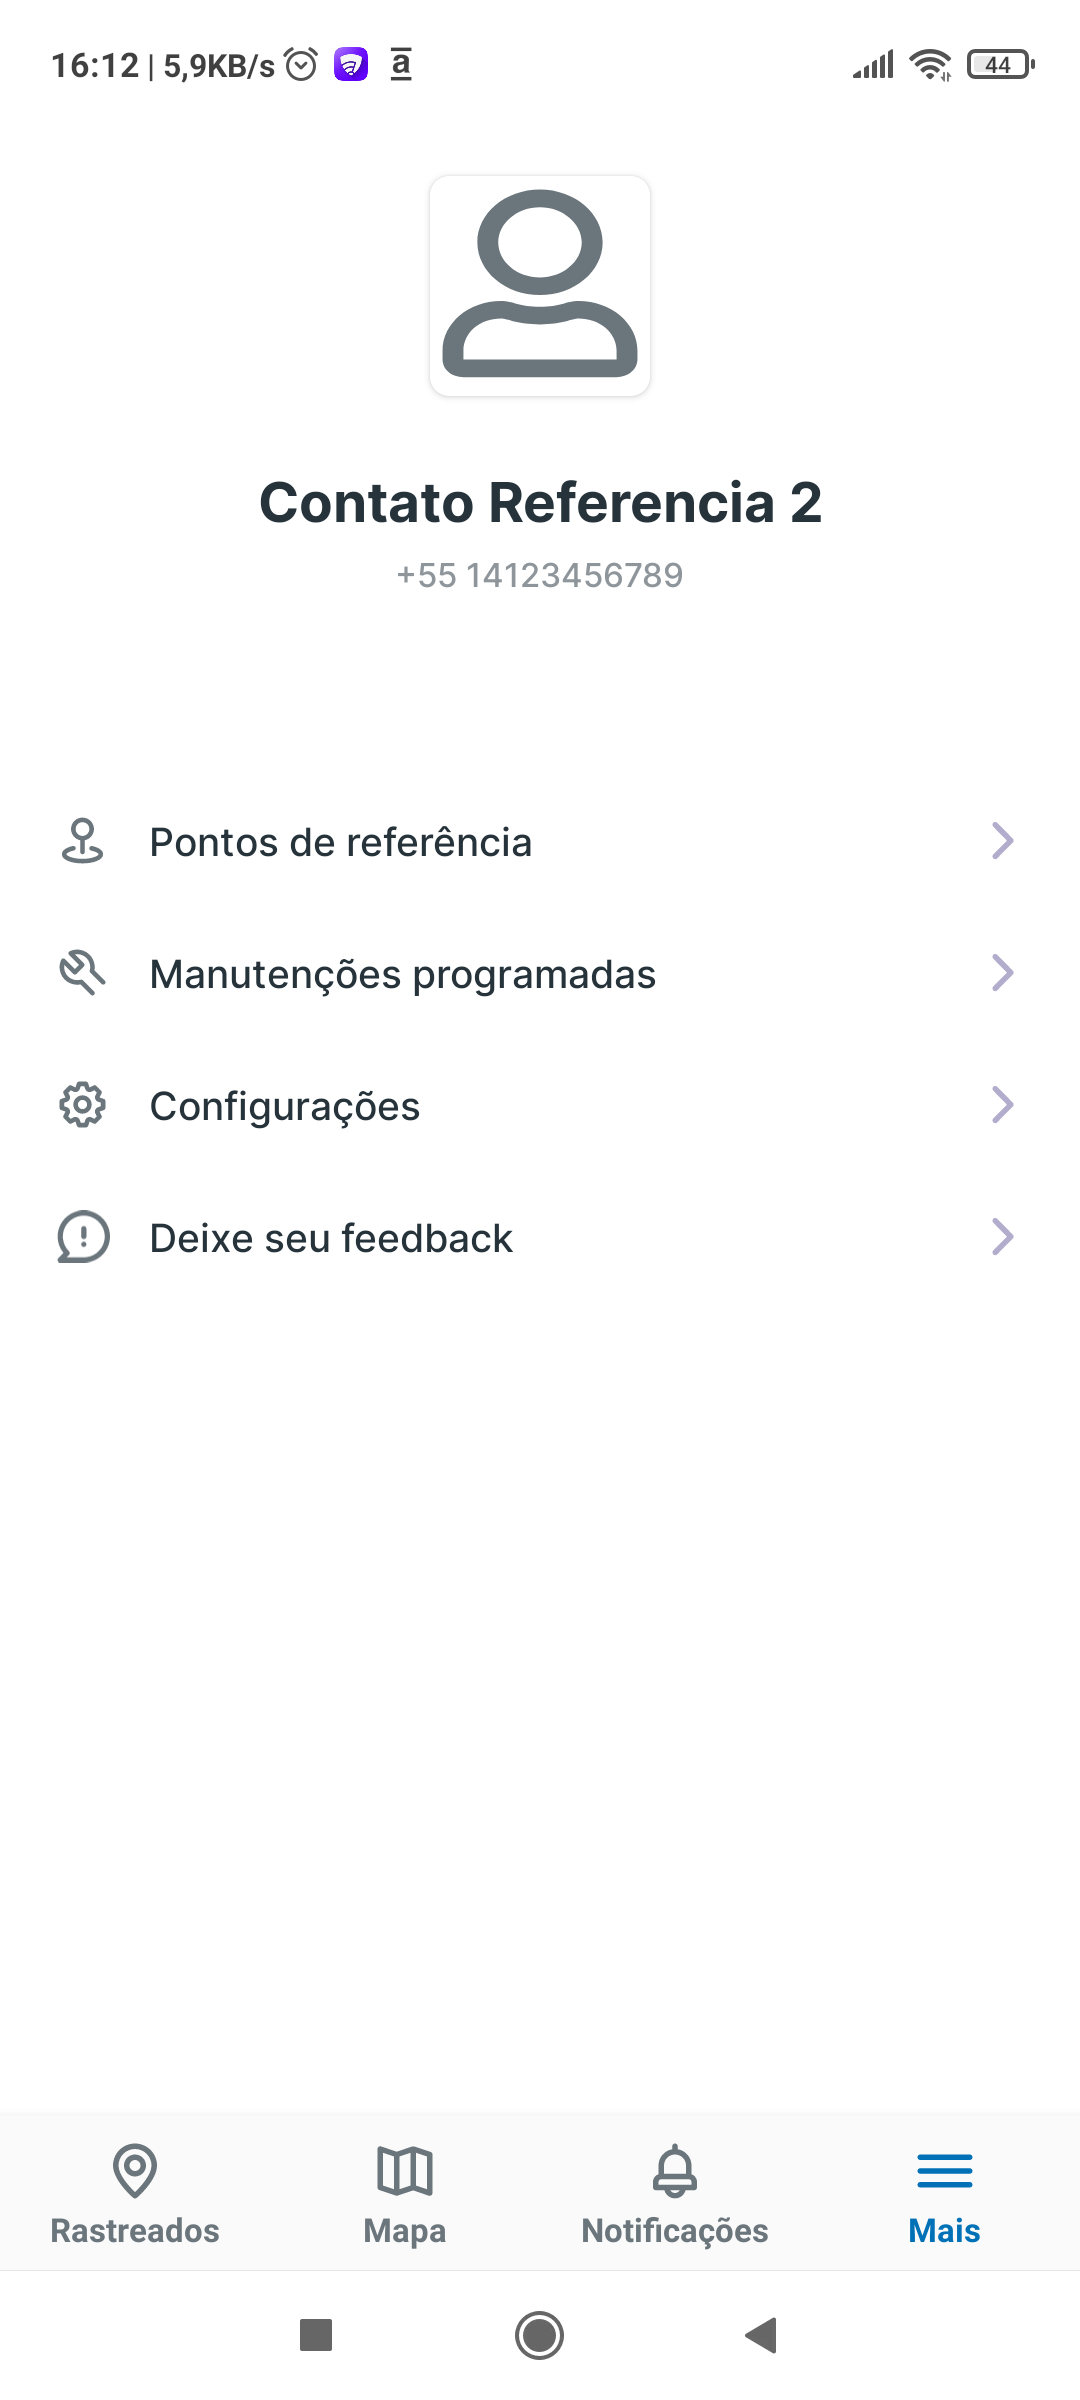 16:12 | 5,9KB/s a 44
Contato Referencia 2
+55 14123456789
Pontos de referência
Manutenções programadas
Configurações
Deixe seu feedback
Rastreados Mapa Notificações Mais